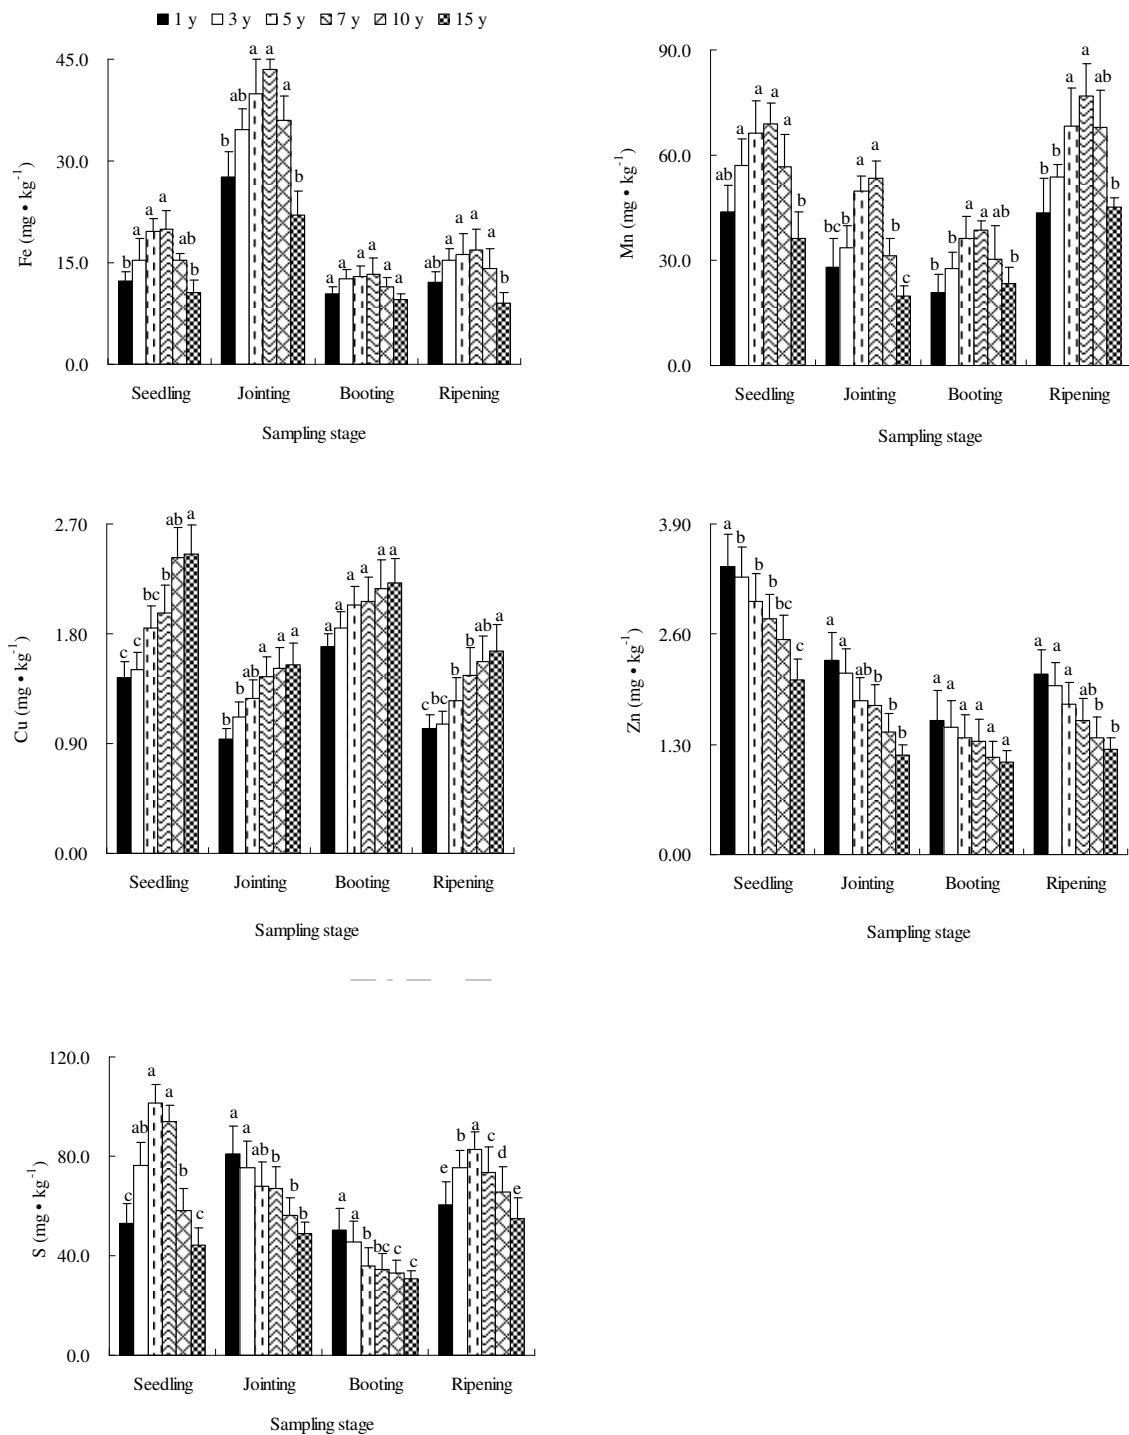 1 y 3 y 5 y 7 y 10 y 15 y
45.0
30.0
15.0
0.0
Fe (mg • kg-1)
b a a a ab b
b ab a a a b
a a a a a a
ab a a a a b
Seedling Jointing Booting Ripening
Sampling stage
90.0
60.0
30.0
0.0
Mn (mg • kg-1)
ab a a a a b
bc b a a b c
b b a a ab b
b b a a ab b
Seedling Jointing Booting Ripening
Sampling stage
2.70
1.80
0.90
0.00
Cu (mg • kg-1)
c c bc b ab a
b b ab a a a
a a a a a a
c bc b b ab a
Seedling Jointing Booting Ripening
Sampling stage
3.90
2.60
1.30
0.00
Zn (mg • kg-1)
a b b b bc c
a a ab b b b
a a a a a a
a a a ab b b
Seedling Jointing Booting Ripening
Sampling stage
120.0
80.0
40.0
0.0
S (mg • kg-1)
c ab a a b c
a a ab b b b
a a b bc c c
e b a c d e
Seedling Jointing Booting Ripening
Sampling stage